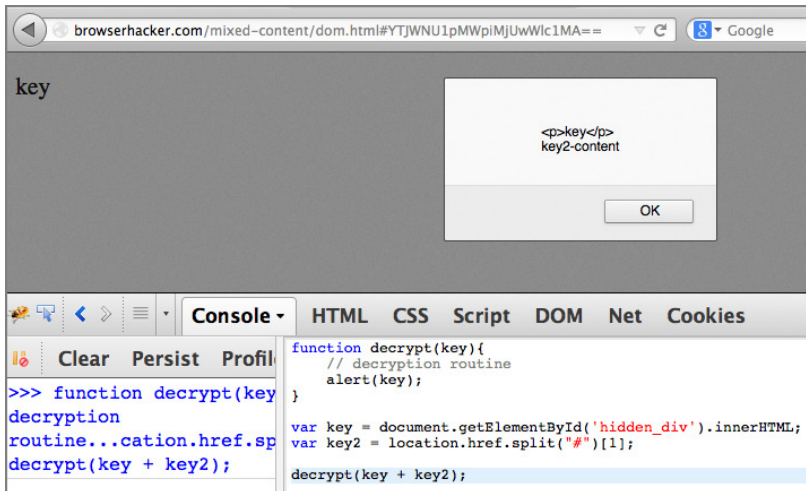 browserhacker.com/mixed-content/dom.html#YTJWNU1pMWpiMjUwWlc1MA==
Google
key
<p>key</p>
key2-content
OK
Console
HTML
CSS
Script
DOM
Net
Cookies
Clear
Persist
Profile
>>> function decrypt(key
decryption
routine...cation.href.sp
decrypt(key + key2);
function decrypt(key){
// decryption routine
alert(key);
}
var key = document.getElementById('hidden_div').innerHTML;
var key2 = location.href.split("#")[1];
decrypt(key + key2);